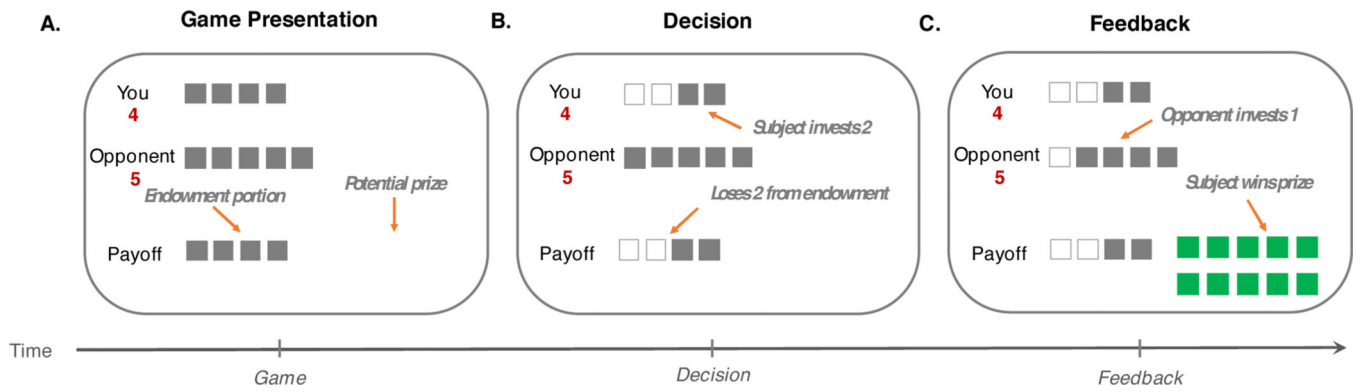 A.
Game Presentation
You
4
Opponent
5
Endowment portion
Potential prize
Payoff
B.
Decision
You
4
Subject invests 2
Opponent
5
Loses 2 from endowment
Payoff
C.
Feedback
You
4
Opponent invests 1
Opponent
5
Subject wins prize
Payoff
Time
Game
Decision
Feedback